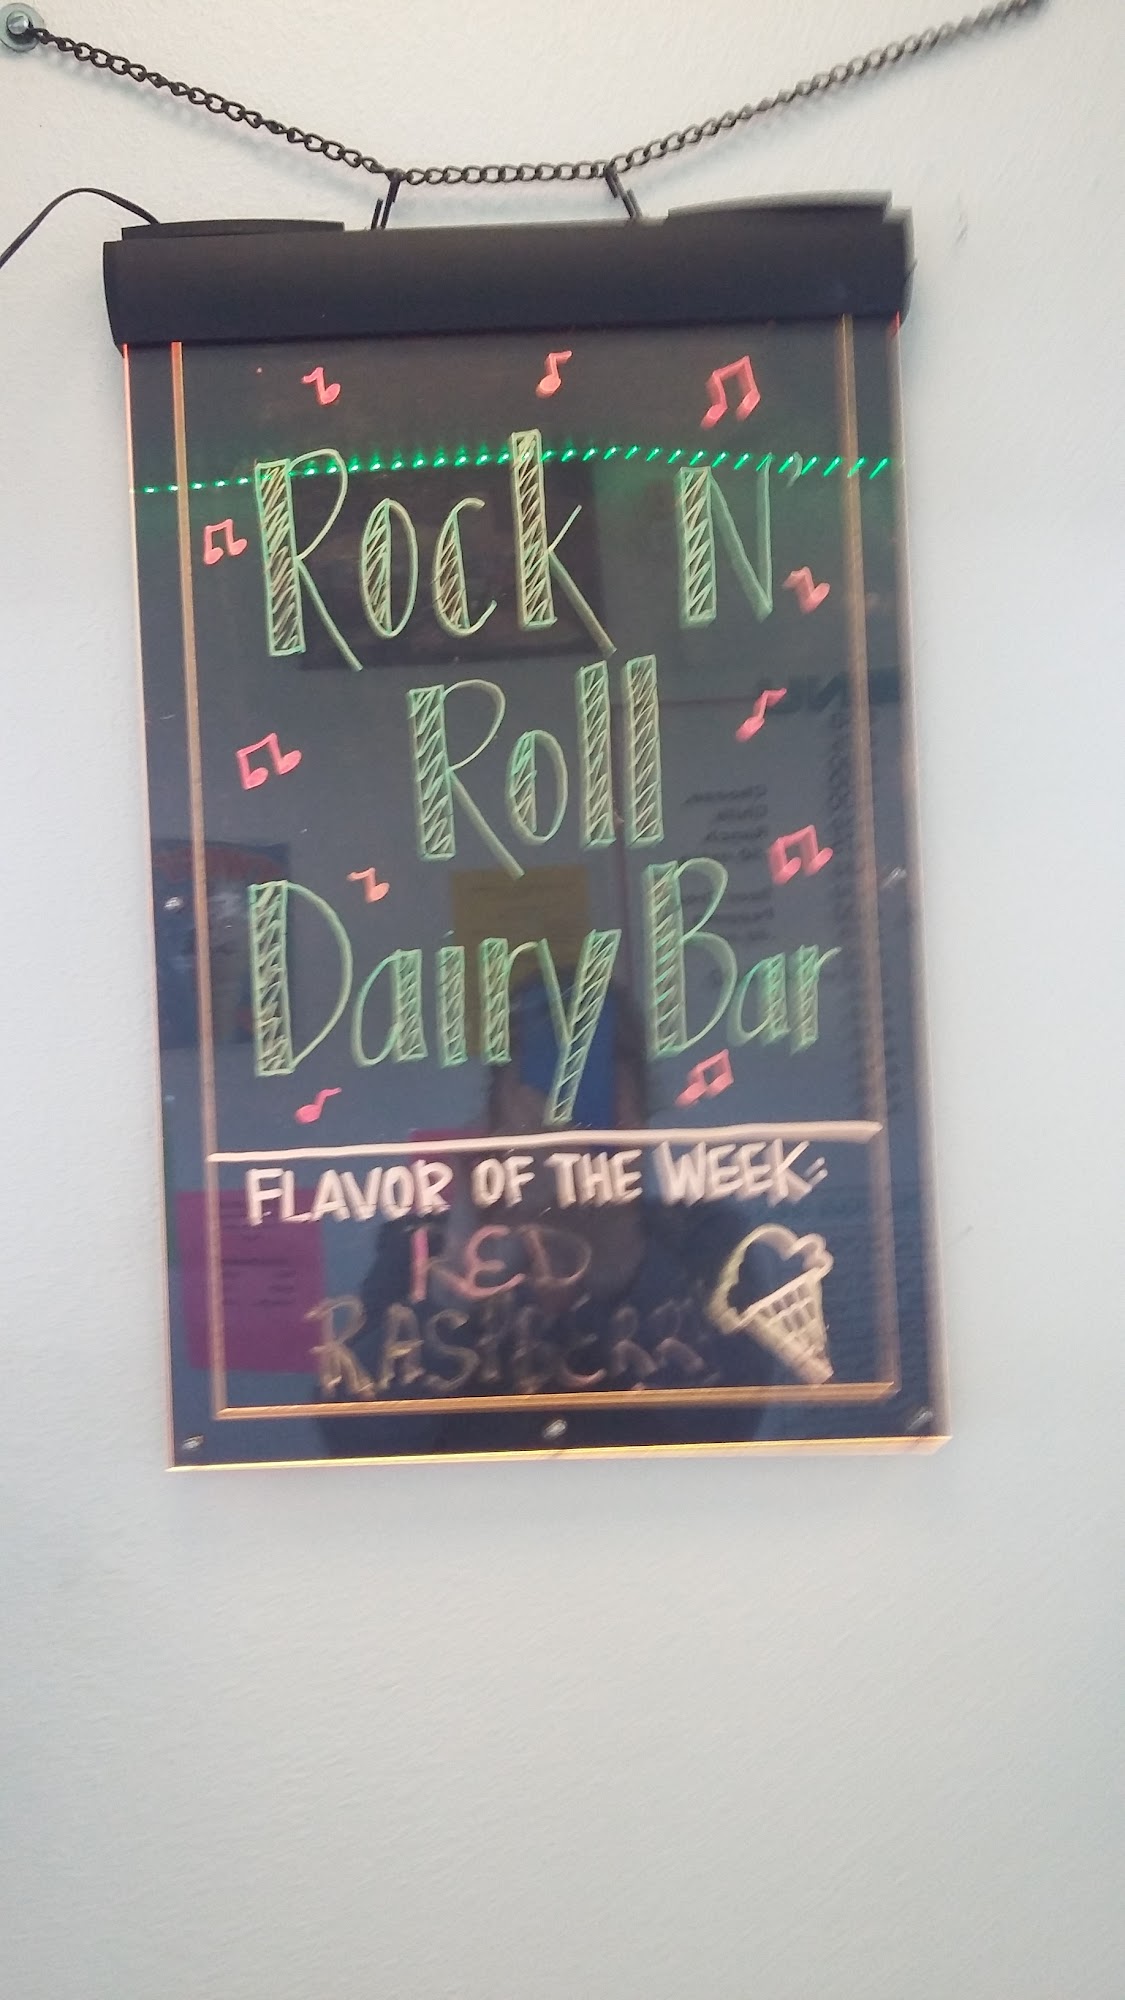 Rock N'
Roll
Dairy Bar
FLAVOR OF THE WEEK:
RED